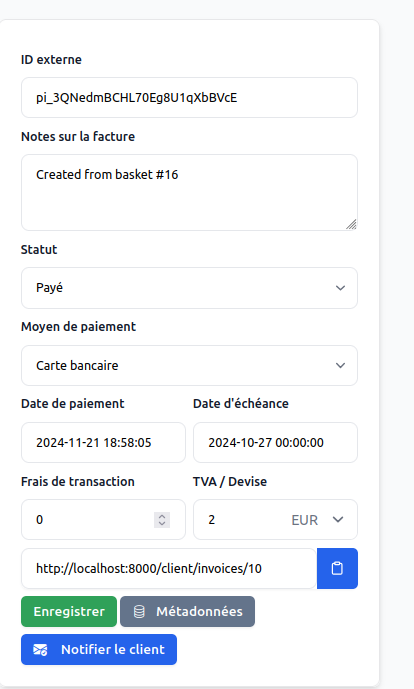 ID externe
pi_3QNedmBCHL70Eg8U1qXbBVcE
Notes sur la facture
Created from basket #16
Statut
Payé
Moyen de paiement
Carte bancaire
Date de paiement
Date d'échéance
2024-11-21 18:58:05
2024-10-27 00:00:00
Frais de transaction
TVA / Devise
0
2
EUR
http://localhost:8000/client/invoices/10
Enregistrer
Métadonnées
Notifier le client